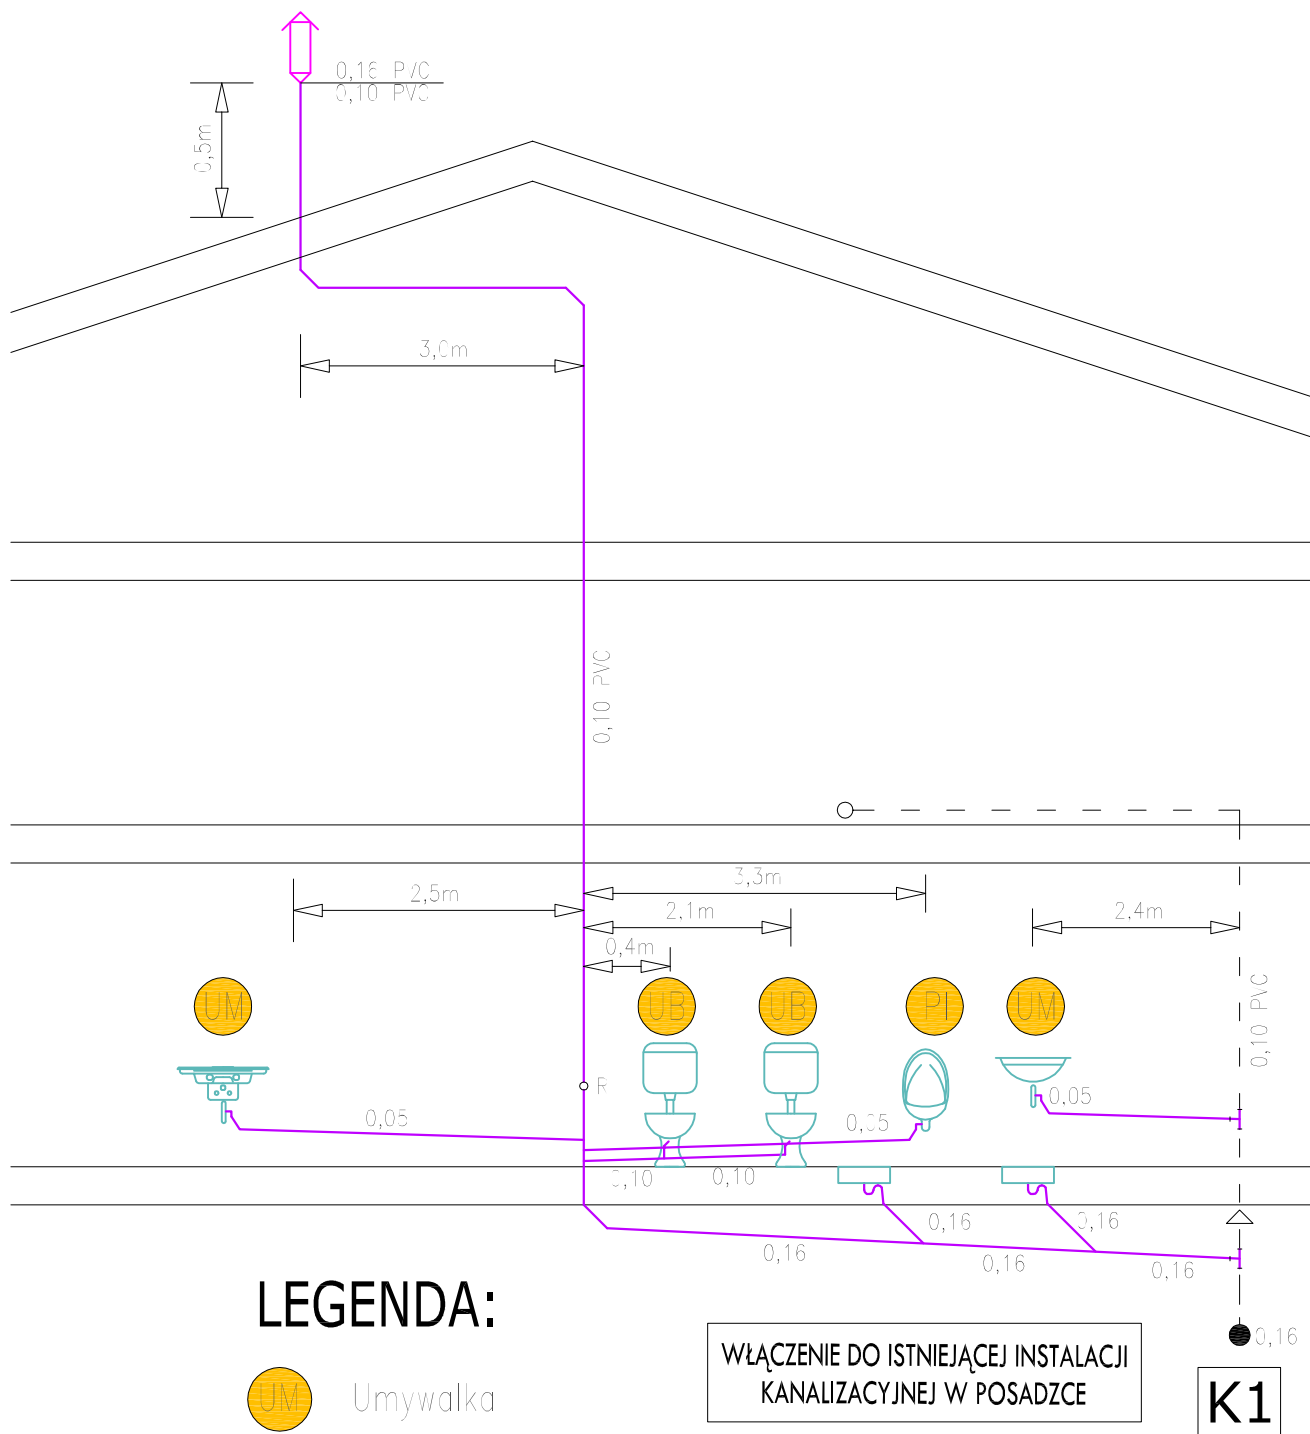 0,16 PVC
0,10 PVC
0,5m
3,0m
0,10 PVC
3,3m
2,5m
2,1m
2,4m
0,4m
UM
UB
UB
PI
UM
0,10 PVC
R
0,05
0,05
0,05
0,10
0,10
0,16
0,16
0,16
0,16
0,16
LEGENDA:
0,16
WŁĄCZENIE DO ISTNIEJĄCEJ INSTALACJI
KANALIZACYJNEJ W POSADZCE
UM Umywalka
K1